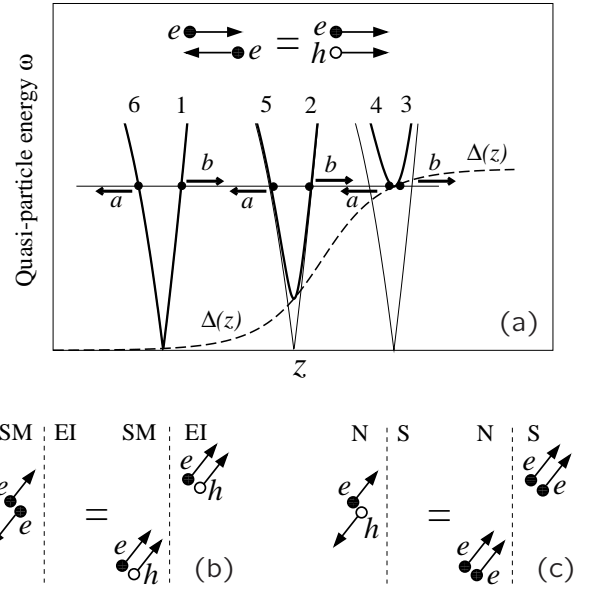 e e
e = h
Quasi-particle energy ω
6 1 5 2 4 3
b b b Δ(z)
a a a
Δ(z)
(a)
z
SM EI SM EI N S N S
e e h e h e e
e = e h (b) = e e (c)